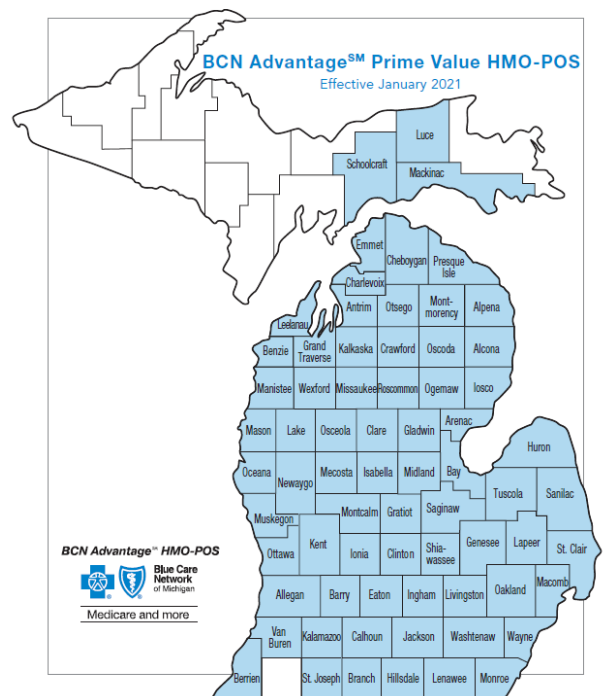 BCN Advantage℠ Prime Value HMO-POS
Effective January 2021
Luce
Schoolcraft
Mackinac
Emmet
Cheboygan
Presque
Isle
Charlevoix
Antrim
Otsego
Mont-
morency
Alpena
Leelanau
Benzie
Grand
Traverse
Kalkaska
Crawford
Oscoda
Alcona
Manistee
Wexford
Missaukee
Roscommon
Ogemaw
Iosco
Arenac
Mason
Lake
Osceola
Clare
Gladwin
Huron
Oceana
Newaygo
Mecosta
Isabella
Midland
Bay
Tuscola
Sanilac
Muskegon
Montcalm
Gratiot
Saginaw
Ottawa
Kent
Ionia
Clinton
Shia-
wassee
Genesee
Lapeer
St. Clair
Allegan
Barry
Eaton
Ingham
Livingston
Oakland
Macomb
Van
Buren
Kalamazoo
Calhoun
Jackson
Washtenaw
Wayne
Berrien
St. Joseph
Branch
Hillsdale
Lenawee
Monroe
BCN Advantage℠ HMO-POS
Blue Care
Network
of Michigan
Medicare and more